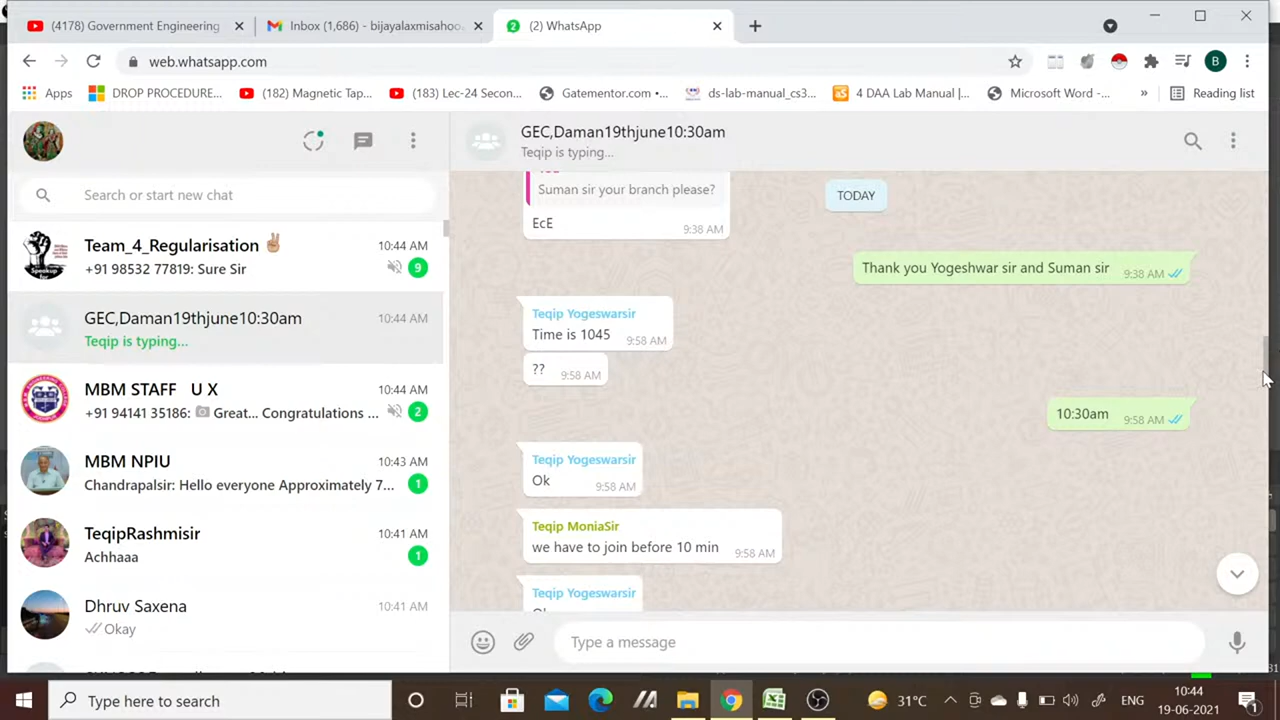 (4178) Government Engineering
Inbox (1,686) - bijayalaxmisahoo.
(2) WhatsApp
web.whatsapp.com
B
Apps
DROP PROCEDURE...
(182) Magnetic Tap...
(183) Lec-24 Secon...
Gatementor.com •...
ds-lab-manual_cs3...
4 DAA Lab Manual |...
Microsoft Word -...
»
Reading list
Search or start new chat
Team_4_Regularisation ✌🏽
10:44 AM
+91 98532 77819: Sure Sir
9
GEC,Daman19thjune10:30am
10:44 AM
Teqip is typing...
MBM STAFF U X
10:44 AM
+91 94141 35186: Great... Congratulations ...
2
MBM NPIU
10:43 AM
Chandrapalsir: Hello everyone Approximately 7...
1
TeqipRashmisir
10:41 AM
Achhaaa
1
Dhruv Saxena
10:41 AM
Okay
GEC,Daman19thjune10:30am
Teqip is typing...
Suman sir your branch please?
EcE
9:38 AM
TODAY
Thank you Yogeshwar sir and Suman sir
9:38 AM
Teqip Yogeswarsir
Time is 1045
9:58 AM
??
9:58 AM
10:30am
9:58 AM
Teqip Yogeswarsir
Ok
9:58 AM
Teqip MoniaSir
we have to join before 10 min
9:58 AM
Teqip Yogeswarsir
Type a message
Type here to search
31°C
ENG
10:44
19-06-2021
1